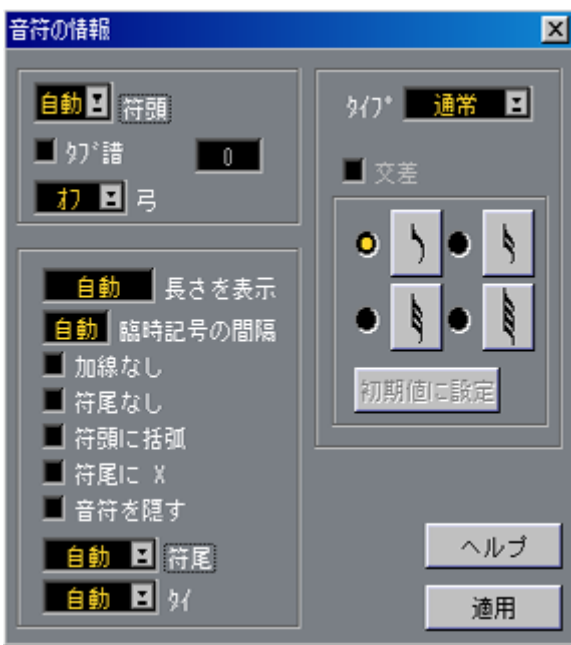 音符の情報
自動 符頭
ﾀﾌﾞ譜 0
ｵﾌ 弓
自動 長さを表示
自動 臨時記号の間隔
加線なし
符尾なし
符頭に括弧
符尾に X
音符を隠す
自動 符尾
自動 ﾀｲ
ﾀｲﾌﾟ 通常
交差
初期値に設定
ヘルプ
適用